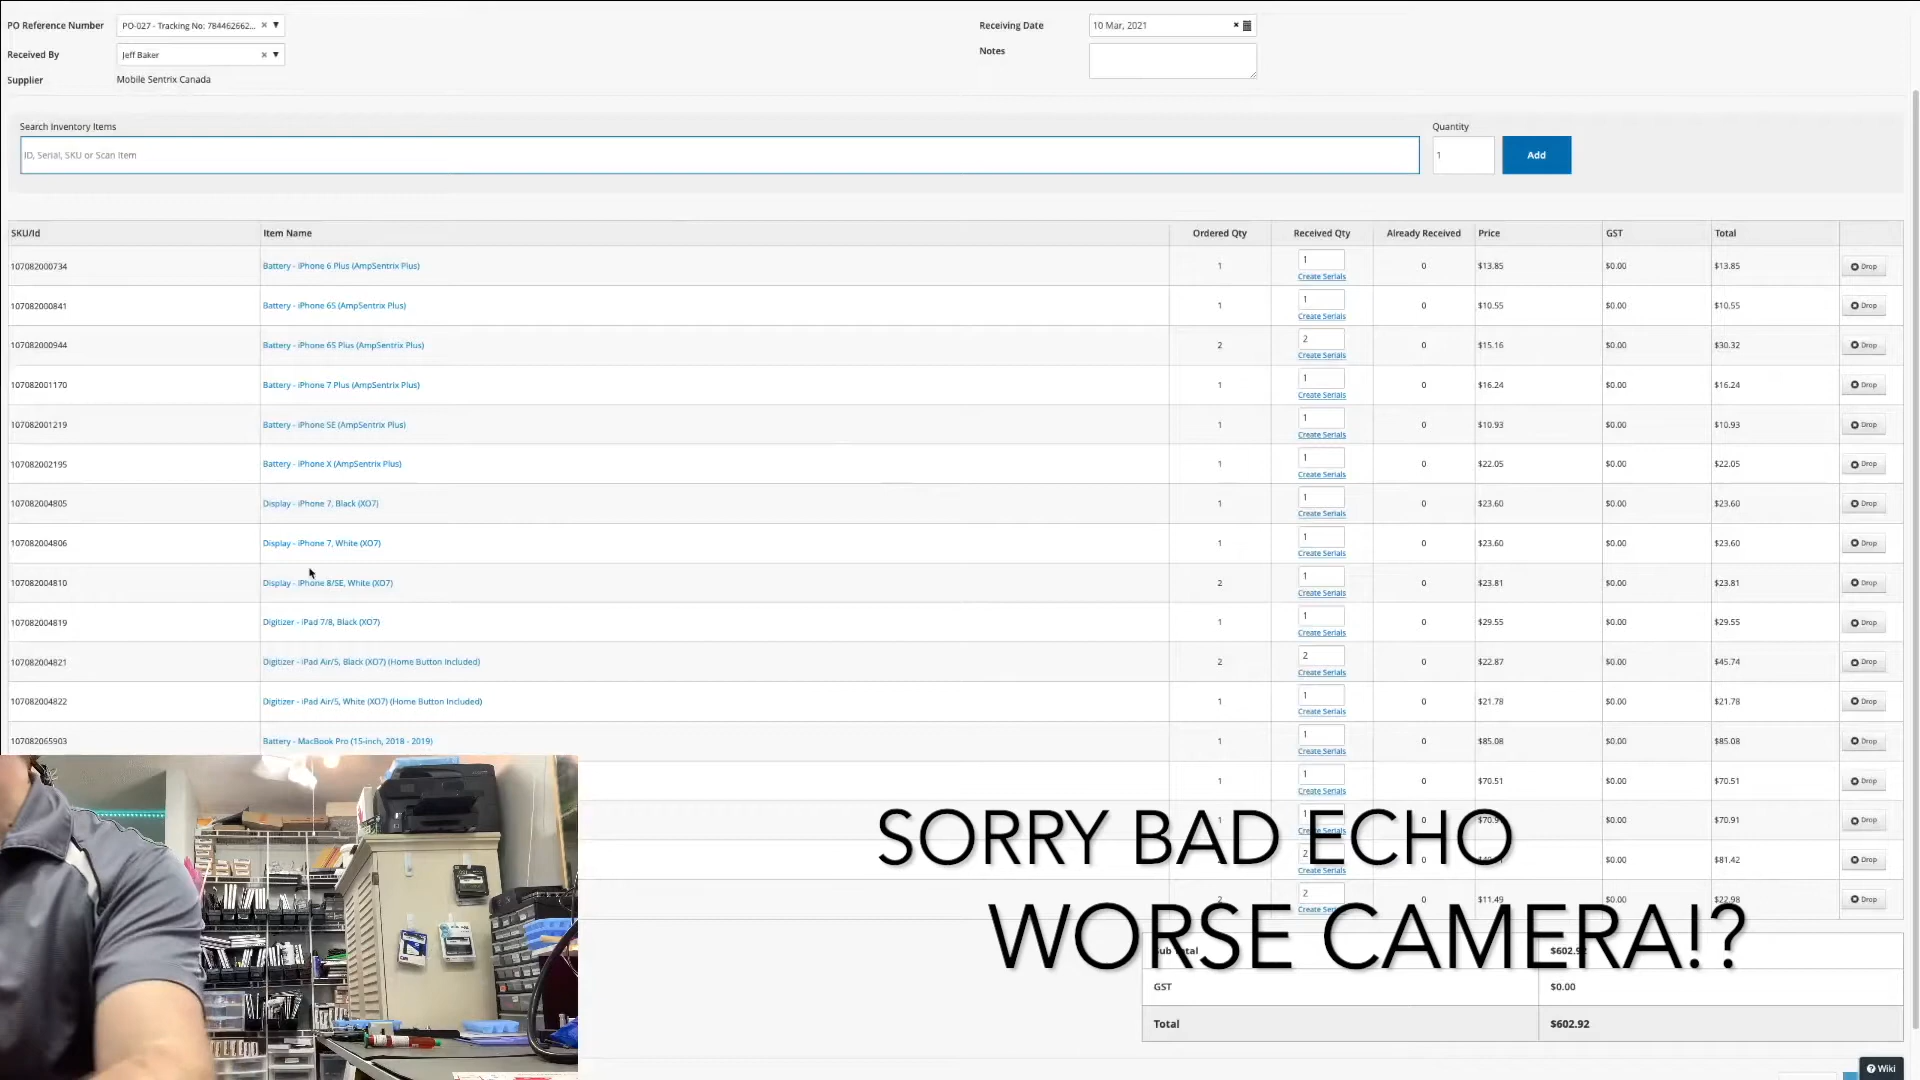 PO Reference Number PO-027 - Tracking No: 784462662... × ▼ Receiving Date 10 Mar, 2021
Received By Jeff Baker × ▼ Notes
Supplier Mobile Sentrix Canada
Search Inventory Items Quantity
ID, Serial, SKU or Scan Item 1 Add
SKU/Id Item Name Ordered Qty Received Qty Already Received Price GST Total
107082000734 Battery - iPhone 6 Plus (AmpSentrix Plus) 1 1 Create Serials 0 $13.85 $0.00 $13.85 Drop
107082000841 Battery - iPhone 6S (AmpSentrix Plus) 1 1 Create Serials 0 $10.55 $0.00 $10.55 Drop
107082000944 Battery - iPhone 6S Plus (AmpSentrix Plus) 2 2 Create Serials 0 $15.16 $0.00 $30.32 Drop
107082001170 Battery - iPhone 7 Plus (AmpSentrix Plus) 1 1 Create Serials 0 $16.24 $0.00 $16.24 Drop
107082001219 Battery - iPhone SE (AmpSentrix Plus) 1 1 Create Serials 0 $10.93 $0.00 $10.93 Drop
107082002195 Battery - iPhone X (AmpSentrix Plus) 1 1 Create Serials 0 $22.05 $0.00 $22.05 Drop
107082004805 Display - iPhone 7, Black (XO7) 1 1 Create Serials 0 $23.60 $0.00 $23.60 Drop
107082004806 Display - iPhone 7, White (XO7) 1 1 Create Serials 0 $23.60 $0.00 $23.60 Drop
107082004810 Display - iPhone 8/SE, White (XO7) 2 1 Create Serials 0 $23.81 $0.00 $23.81 Drop
107082004819 Digitizer - iPad 7/8, Black (XO7) 1 1 Create Serials 0 $29.55 $0.00 $29.55 Drop
107082004821 Digitizer - iPad Air/5, Black (XO7) (Home Button Included) 2 2 Create Serials 0 $22.87 $0.00 $45.74 Drop
107082004822 Digitizer - iPad Air/5, White (XO7) (Home Button Included) 1 1 Create Serials 0 $21.78 $0.00 $21.78 Drop
107082065903 Battery - MacBook Pro (15-inch, 2018 - 2019) 1 1 Create Serials 0 $85.08 $0.00 $85.08 Drop
1 1 Create Serials 0 $70.51 $0.00 $70.51 Drop
$0.00 $70.91 Drop
2 Create Serials $0.00 $81.42 Drop
2 $11.49 $0.00 $22.98 Drop
SORRY BAD ECHO
WORSE CAMERA!?
Sub Total $602.92
GST $0.00
Total $602.92
Wiki